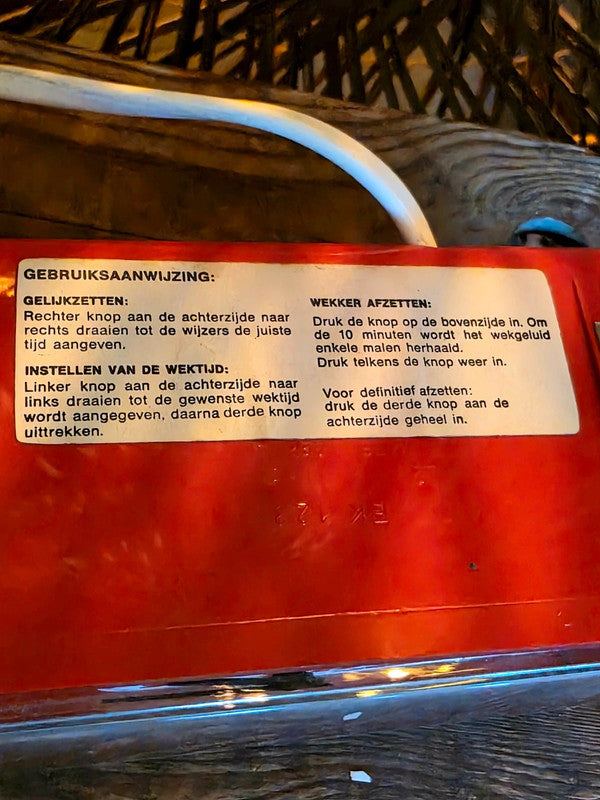 GEBRUIKSAANWIJZING:
GELIJKZETTEN:
Rechter knop aan de achterzijde naar
rechts draaien tot de wijzers de juiste
tijd aangeven.
INSTELLEN VAN DE WEKTIJD:
Linker knop aan de achterzijde naar
links draaien tot de gewenste wektijd
wordt aangegeven, daarna derde knop
uittrekken.
WEKKER AFZETTEN:
Druk de knop op de bovenzijde in. Om
de 10 minuten wordt het wekgeluid
enkele malen herhaald.
Druk telkens de knop weer in.
Voor definitief afzetten:
druk de derde knop aan de
achterzijde geheel in.